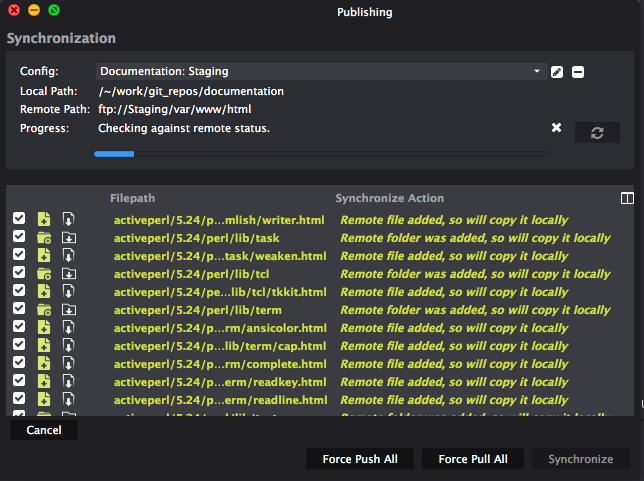 Publishing
Synchronization
Config: Documentation: Staging
Local Path: /~/work/git_repos/documentation
Remote Path: ftp://Staging/var/www/html
Progress: Checking against remote status.
Filepath Synchronize Action
activeperl/5.24/p...mlish/writer.html Remote file added, so will copy it locally
activeperl/5.24/perl/lib/task Remote folder was added, so will copy it locally
activeperl/5.24/p...task/weaken.html Remote file added, so will copy it locally
activeperl/5.24/perl/lib/tcl Remote folder was added, so will copy it locally
activeperl/5.24/pe...lib/tcl/tkkit.html Remote file added, so will copy it locally
activeperl/5.24/perl/lib/term Remote folder was added, so will copy it locally
activeperl/5.24/p...rm/ansicolor.html Remote file added, so will copy it locally
activeperl/5.24/p...lib/term/cap.html Remote file added, so will copy it locally
activeperl/5.24/p...rm/complete.html Remote file added, so will copy it locally
activeperl/5.24/p...erm/readkey.html Remote file added, so will copy it locally
activeperl/5.24/p...erm/readline.html Remote file added, so will copy it locally
Cancel
Force Push All Force Pull All Synchronize